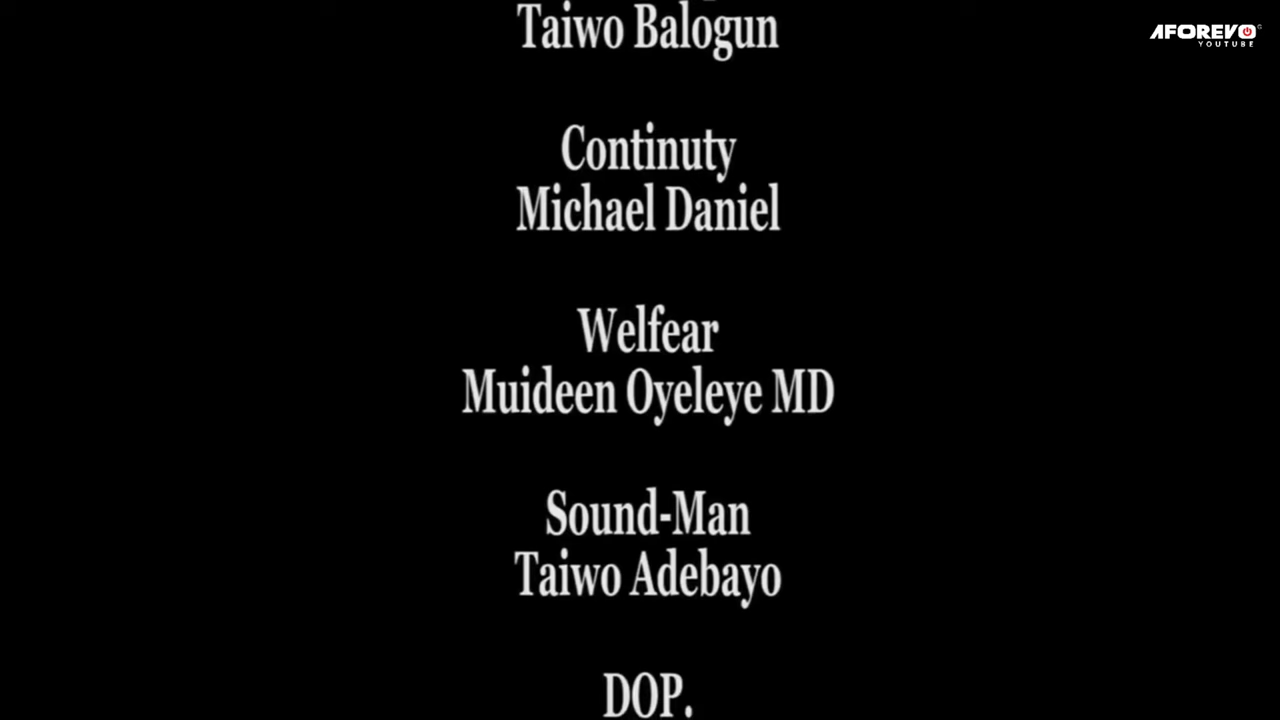 Taiwo Balogun
AFOREVO
YOUTUBE
Continuty
Michael Daniel
Welfear
Muideen Oyeleye MD
Sound-Man
Taiwo Adebayo
DOP.